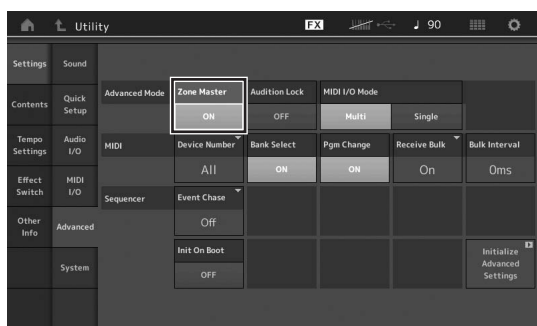 Utility
FX
90
Settings
Sound
Contents
Quick
Setup
Tempo
Settings
Audio
I/O
Effect
Switch
MIDI
I/O
Other
Info
Advanced
System
Advanced Mode
Zone Master
ON
Audition Lock
OFF
MIDI I/O Mode
Multi
Single
MIDI
Device Number
All
Bank Select
ON
Pgm Change
ON
Receive Bulk
On
Bulk Interval
0ms
Sequencer
Event Chase
Off
Init On Boot
OFF
Initialize
Advanced
Settings